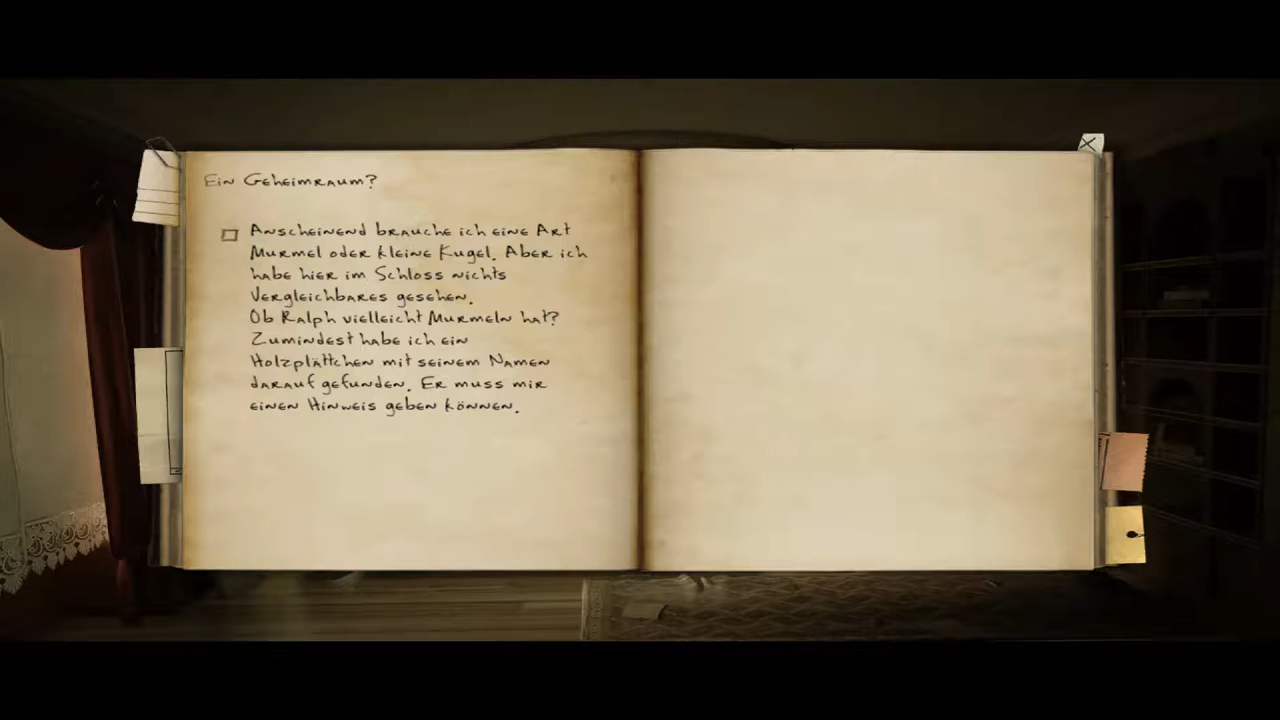 Ein Geheimraum?
Anscheinend brauche ich eine Art
Murmel oder kleine Kugel. Aber ich
habe hier im Schloss nichts
Vergleichbares gesehen.
Ob Ralph vielleicht Murmeln hat?
Zumindest habe ich ein
Holzplättchen mit seinem Namen
darauf gefunden. Er muss mir
einen Hinweis geben können.